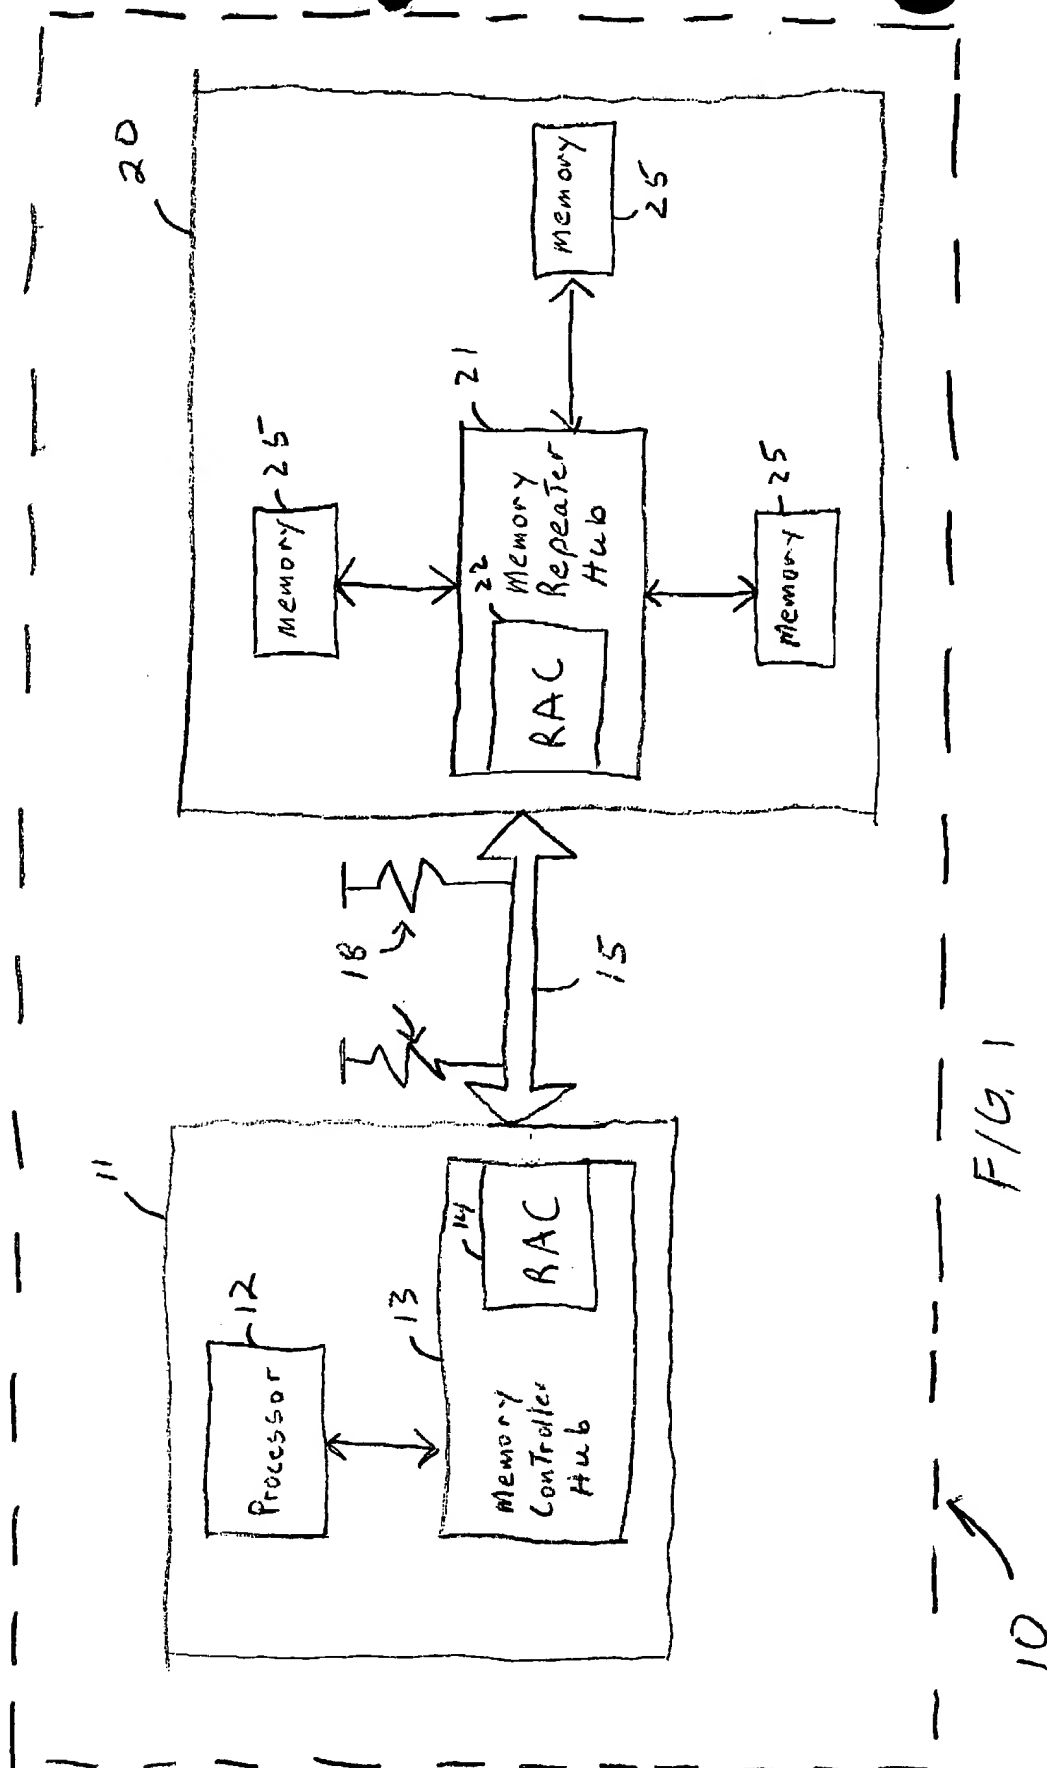 20
11
Processor
12
memory
25
18
13
Memory
Controller
Hub
14
RAC
15
21
22
RAC
Memory
Repeater
Hub
memory
25
memory
25
10
FIG. 1